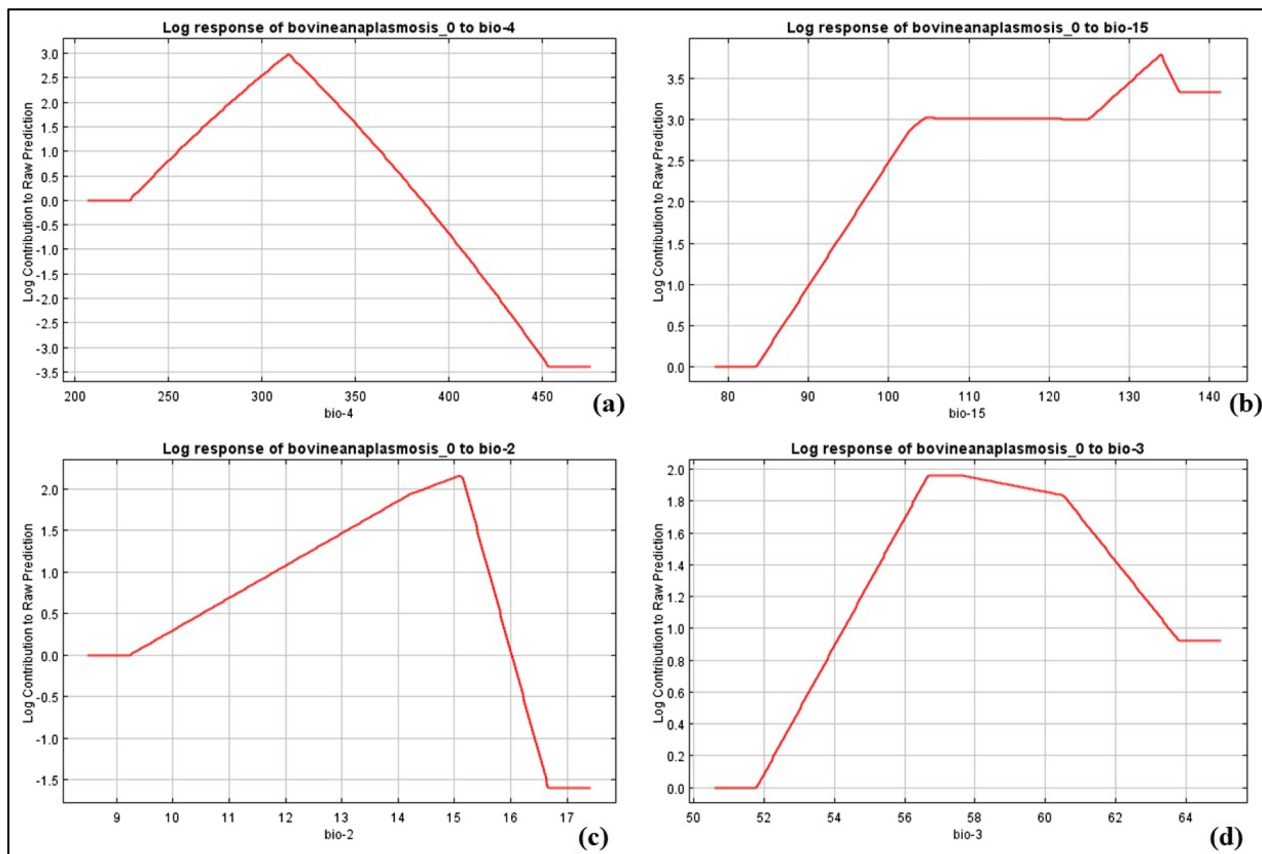 Log response of bovineanaplasmosis_0 to bio-4
Log Contribution to Raw Prediction
3.0
2.5
2.0
1.5
1.0
0.5
0.0
-0.5
-1.0
-1.5
-2.0
-2.5
-3.0
-3.5
200 250 300 350 400 450
bio-4
(a)
Log response of bovineanaplasmosis_0 to bio-15
Log Contribution to Raw Prediction
3.5
3.0
2.5
2.0
1.5
1.0
0.5
0.0
80 90 100 110 120 130 140
bio-15
(b)
Log response of bovineanaplasmosis_0 to bio-2
Log Contribution to Raw Prediction
2.0
1.5
1.0
0.5
0.0
-0.5
-1.0
-1.5
9 10 11 12 13 14 15 16 17
bio-2
(c)
Log response of bovineanaplasmosis_0 to bio-3
Log Contribution to Raw Prediction
2.0
1.8
1.6
1.4
1.2
1.0
0.8
0.6
0.4
0.2
0.0
50 52 54 56 58 60 62 64
bio-3
(d)